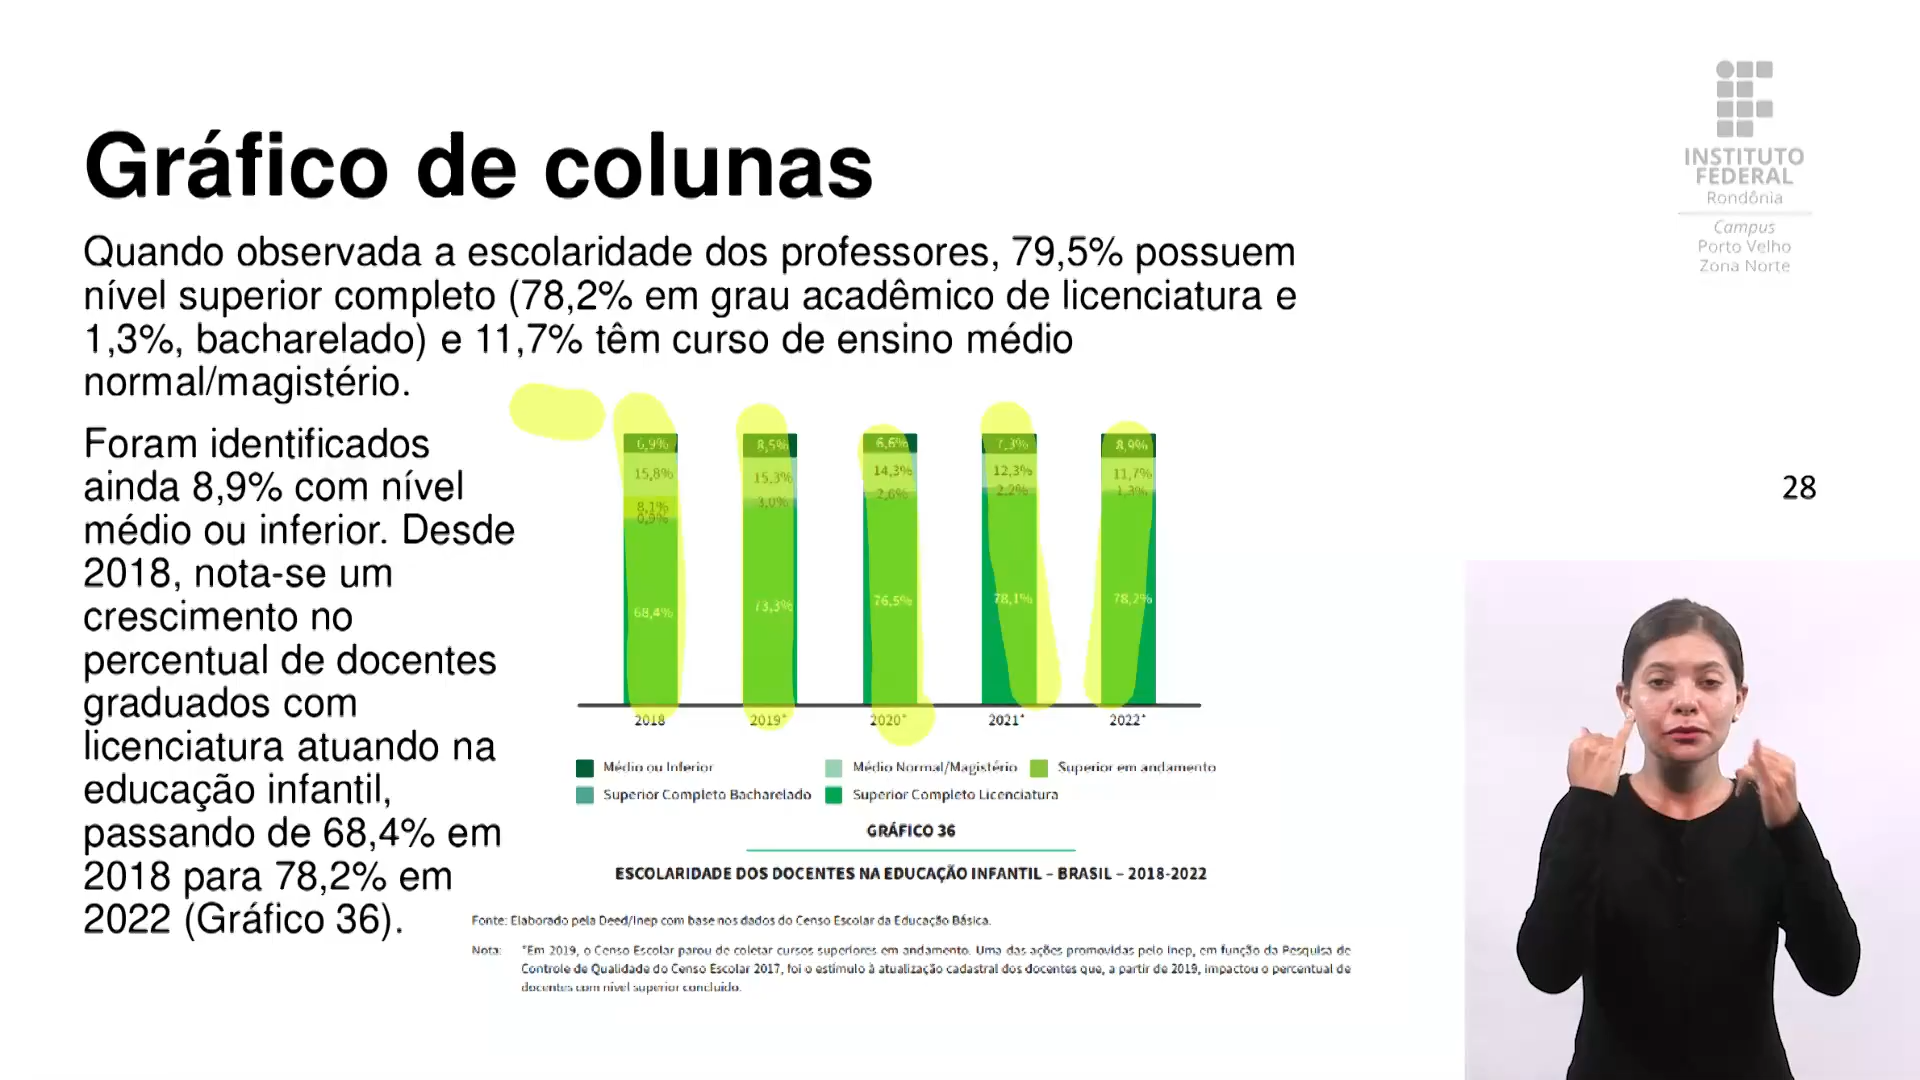 INSTITUTO
FEDERAL
Rondônia
Campus
Porto Velho
Zona Norte
Gráfico de colunas
Quando observada a escolaridade dos professores, 79,5% possuem
nível superior completo (78,2% em grau acadêmico de licenciatura e
1,3%, bacharelado) e 11,7% têm curso de ensino médio
normal/magistério.
Foram identificados
ainda 8,9% com nível
médio ou inferior. Desde
2018, nota-se um
crescimento no
percentual de docentes
graduados com
licenciatura atuando na
educação infantil,
passando de 68,4% em
2018 para 78,2% em
2022 (Gráfico 36).
6,9% 8,5% 6,6% 7,3% 8,9%
15,8% 15,3% 14,3% 12,3% 11,7%
8,1% 3,0% 2,6% 2,2% 1,3%
0,9%
68,4% 73,3% 76,5% 78,1% 78,2%
2018 2019* 2020* 2021* 2022*
Médio ou Inferior Médio Normal/Magistério Superior em andamento
Superior Completo Bacharelado Superior Completo Licenciatura
GRÁFICO 36
ESCOLARIDADE DOS DOCENTES NA EDUCAÇÃO INFANTIL – BRASIL – 2018-2022
Fonte: Elaborado pela Deed/Inep com base nos dados do Censo Escolar da Educação Básica.
Nota: *Em 2019, o Censo Escolar parou de coletar cursos superiores em andamento. Uma das ações promovidas pelo Inep, em função da Pesquisa de
Controle de Qualidade do Censo Escolar 2017, foi o estímulo à atualização cadastral dos docentes que, a partir de 2019, impactou o percentual de
docentes com nível superior concluído.
28